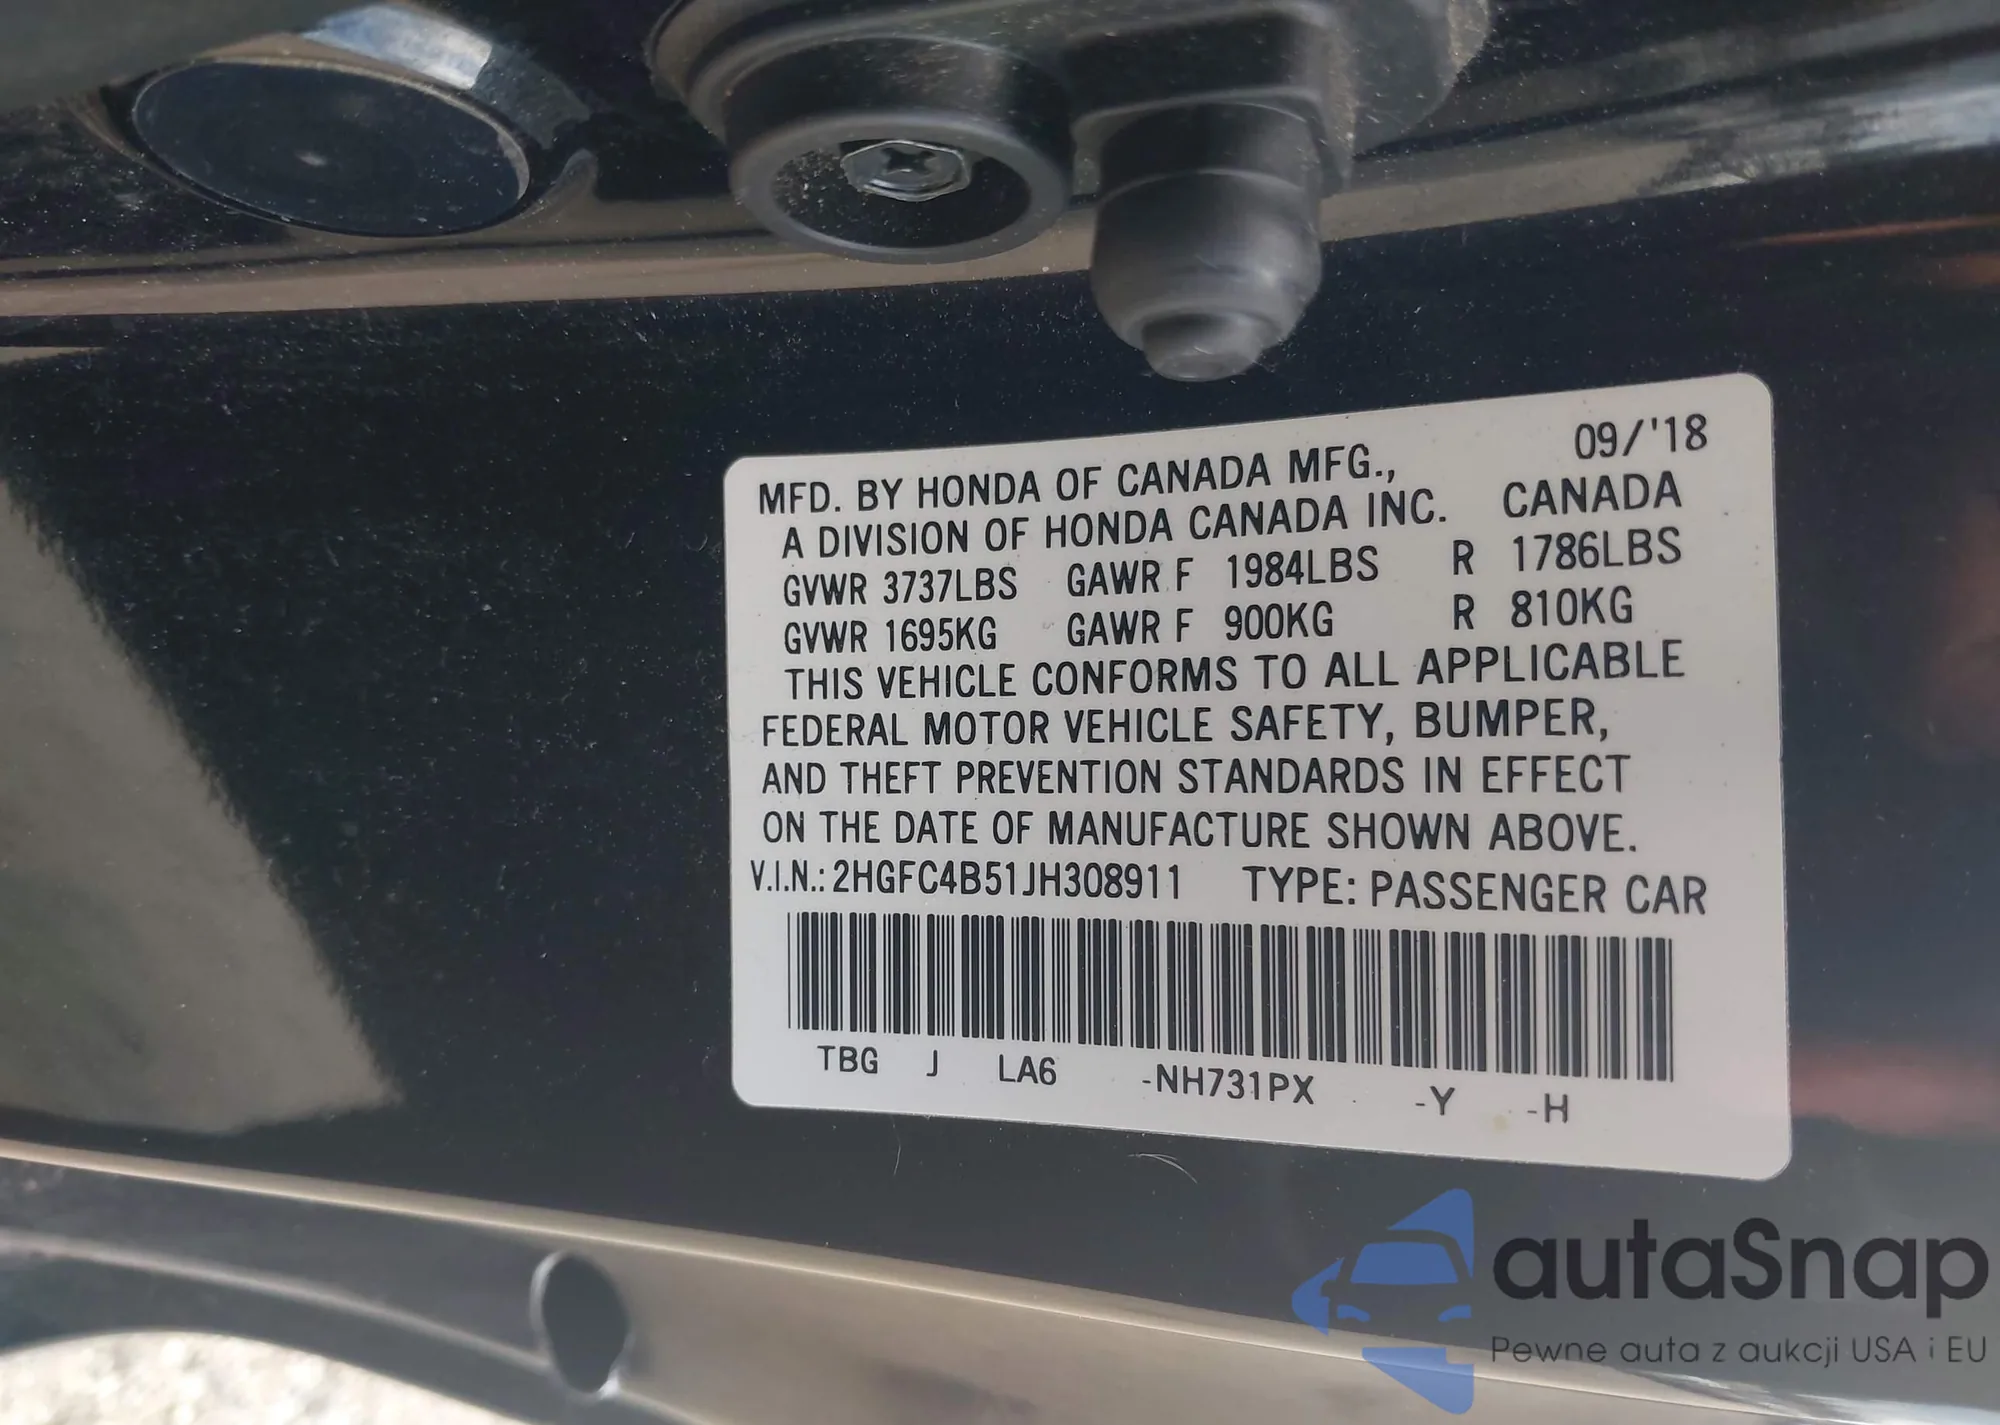 09/'18
MFD. BY HONDA OF CANADA MFG.,
A DIVISION OF HONDA CANADA INC. CANADA
GVWR 3737LBS GAWR F 1984LBS R 1786LBS
GVWR 1695KG GAWR F 900KG R 810KG
THIS VEHICLE CONFORMS TO ALL APPLICABLE
FEDERAL MOTOR VEHICLE SAFETY, BUMPER,
AND THEFT PREVENTION STANDARDS IN EFFECT
ON THE DATE OF MANUFACTURE SHOWN ABOVE.
V.I.N.: 2HGFC4B51JH308911 TYPE: PASSENGER CAR
TBG J LA6 -NH731PX -Y -H
autaSnap
Pewne auta z aukcji USA i EU